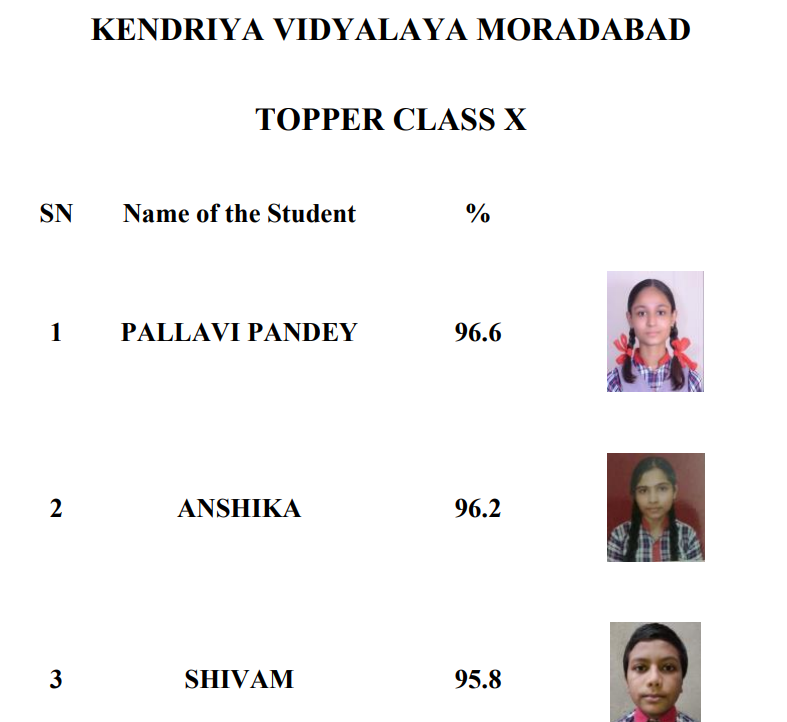 KENDRIYA VIDYALAYA MORADABAD
TOPPER CLASS X
SN Name of the Student %
1 PALLAVI PANDEY 96.6
2 ANSHIKA 96.2
3 SHIVAM 95.8